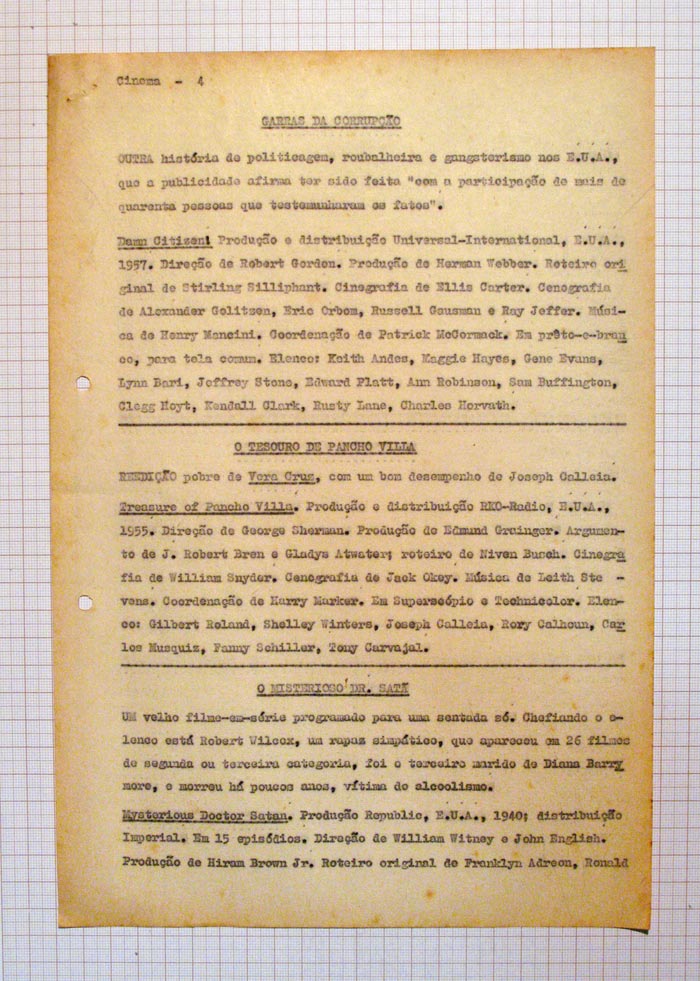 Cinema - 4
GARRAS DA CORRUPÇÃO
OUTRA história de politicagem, roubalheira e gangsterismo nos E.U.A.,
que a publicidade afirma ter sido feita "com a participação de mais de
quarenta pessoas que testemunharam os fatos".
Damn Citizen! Produção e distribuição Universal-International, E.U.A.,
1957. Direção de Robert Gordon. Produção de Herman Webber. Roteiro ori
ginal de Stirling Silliphant. Cinegrafia de Ellis Carter. Cenografia
de Alexander Golitzen, Eric Orbom, Russell Gausman e Ray Jeffer. Músi-
ca de Henry Mancini. Coordenação de Patrick McCormack. Em prêto-e-bran
co, para tela comum. Elenco: Keith Andes, Maggie Hayes, Gene Evans,
Lynn Bari, Jeffrey Stone, Edward Platt, Ann Robinson, Sam Buffington,
Clegg Hoyt, Kendall Clark, Rusty Lane, Charles Horvath.
O TESOURO DE PANCHO VILLA
REEDIÇÃO pobre de Vera Cruz, com um bom desempenho de Joseph Calleia.
Treasure of Pancho Villa. Produção e distribuição RKO-Radio, E.U.A.,
1955. Direção de George Sherman. Produção de Edmund Grainger. Argumen-
to de J. Robert Bren e Gladys Atwater; roteiro de Niven Busch. Cinegra
fia de William Snyder. Cenografia de Jack Okey. Música de Leith Ste -
vens. Coordenação de Harry Marker. Em Superscópio e Technicolor. Elen-
co: Gilbert Roland, Shelley Winters, Joseph Calleia, Rory Calhoun, Car
los Musquiz, Fanny Schiller, Tony Carvajal.
O MISTERIOSO DR. SATÃ
UM velho filme-em-série programado para uma sentada só. Chefiando o e-
lenco está Robert Wilcox, um rapaz simpático, que apareceu em 26 filmes
de segunda ou terceira categoria, foi o terceiro marido de Diana Barry
more, e morreu há poucos anos, vítima do alcoolismo.
Mysterious Doctor Satan. Produção Republic, E.U.A., 1940; distribuição
Imperial. Em 15 episódios. Direção de William Witney e John English.
Produção de Hiram Brown Jr. Roteiro original de Franklyn Adreon, Ronald